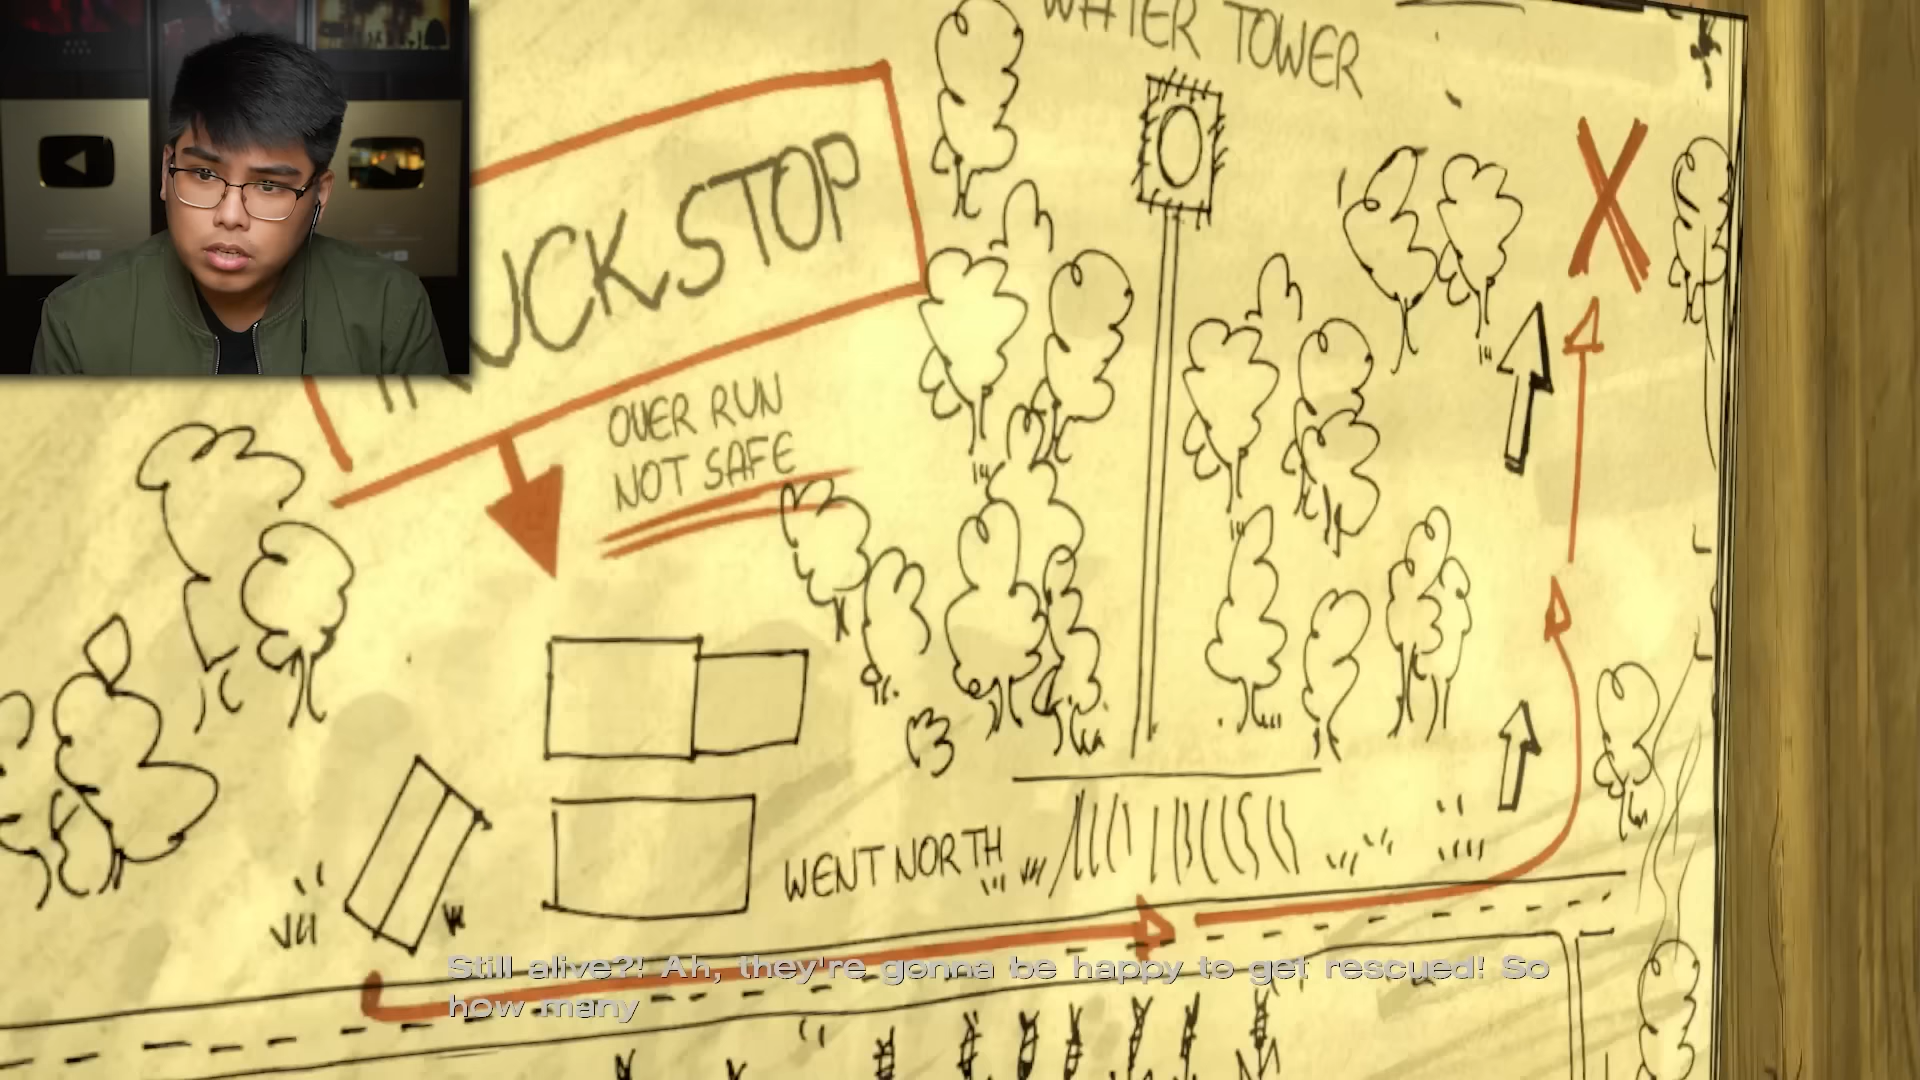 WATER TOWER
TRUCK STOP
OVER RUN
NOT SAFE
WENT NORTH
Still alive?! Ah, they're gonna be happy to get rescued! So
how many